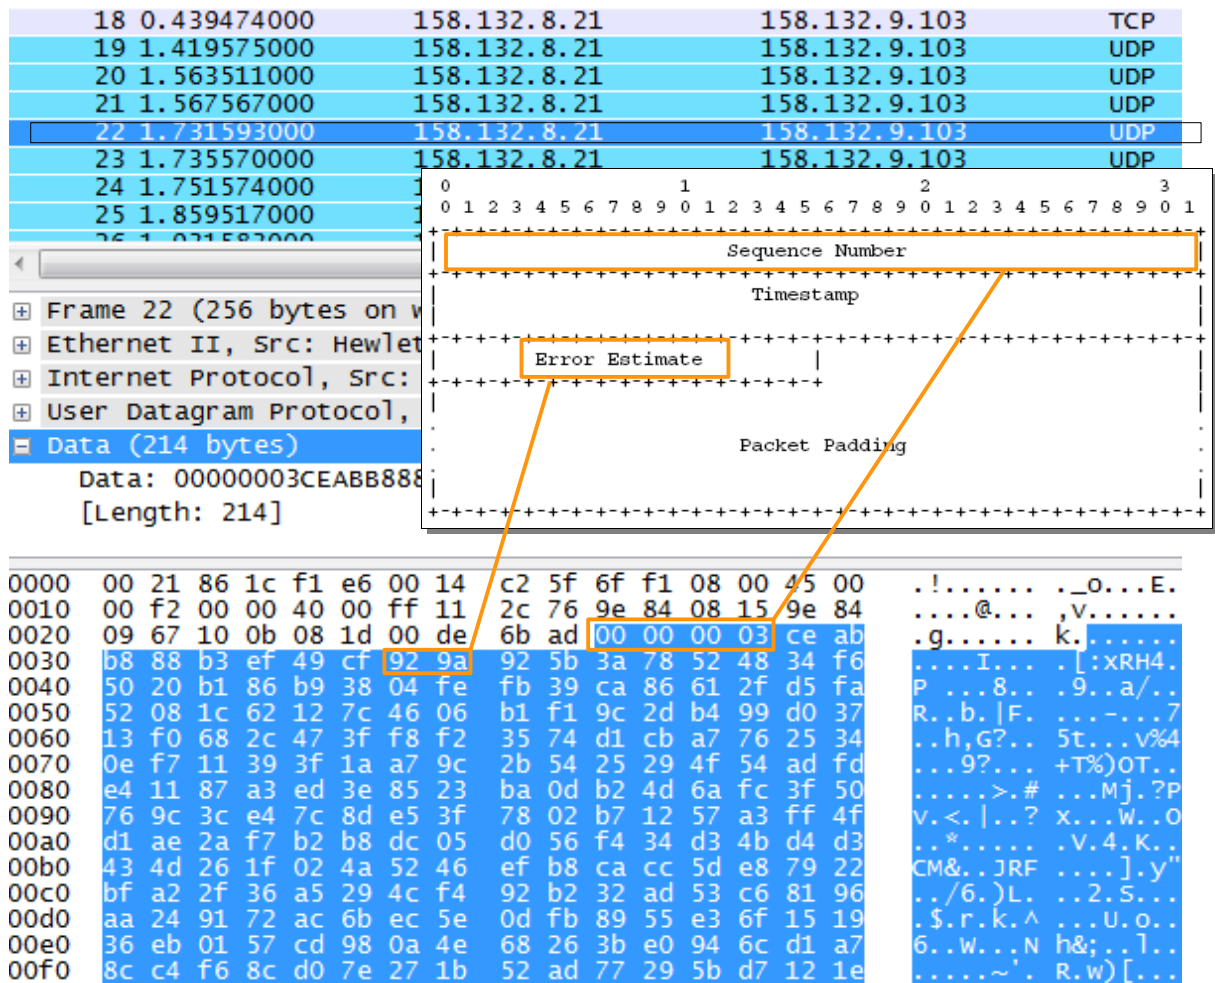 18 0.439474000 158.132.8.21 158.132.9.103 TCP
19 1.419575000 158.132.8.21 158.132.9.103 UDP
20 1.563511000 158.132.8.21 158.132.9.103 UDP
21 1.567567000 158.132.8.21 158.132.9.103 UDP
22 1.731593000 158.132.8.21 158.132.9.103 UDP
23 1.735570000 158.132.8.21 158.132.9.103 UDP
24 1.751574000 1
25 1.859517000 1
0 1 2 3
0 1 2 3 4 5 6 7 8 9 0 1 2 3 4 5 6 7 8 9 0 1 2 3 4 5 6 7 8 9 0 1
Sequence Number
Timestamp
Error Estimate
Packet Padding
Frame 22 (256 bytes on w
Ethernet II, Src: Hewlet
Internet Protocol, Src:
User Datagram Protocol,
Data (214 bytes)
Data: 00000003CEABB888
[Length: 214]
0000 00 21 86 1c f1 e6 00 14 c2 5f 6f f1 08 00 45 00 .!...... ._o...E.
0010 00 f2 00 00 40 00 ff 11 2c 76 9e 84 08 15 9e 84 ....@... ,v......
0020 09 67 10 0b 08 1d 00 de 6b ad 00 00 00 03 ce ab .g...... k.......
0030 b8 88 b3 ef 49 cf 92 9a 92 5b 3a 78 52 48 34 f6 ....I... .[:xRH4.
0040 50 20 b1 86 b9 38 04 fe fb 39 ca 86 61 2f d5 fa P ...8.. .9..a/..
0050 52 08 1c 62 12 7c 46 06 b1 f1 9c 2d b4 99 d0 37 R..b.|F. ...-...7
0060 13 f0 68 2c 47 3f f8 f2 35 74 d1 cb a7 76 25 34 ..h,G?.. 5t...v%4
0070 0e f7 11 39 3f 1a a7 9c 2b 54 25 29 4f 54 ad fd ...9?... +T%)OT..
0080 e4 11 87 a3 ed 3e 85 23 ba 0d b2 4d 6a fc 3f 50 .....>.# ...Mj.?P
0090 76 9c 3c e4 7c 8d e5 3f 78 02 b7 12 57 a3 ff 4f v.<.|..? x...W..O
00a0 d1 ae 2a f7 b2 b8 dc 05 d0 56 f4 34 d3 4b d4 d3 ..*..... .V.4.K..
00b0 43 4d 26 1f 02 4a 52 46 ef b8 ca cc 5d e8 79 22 CM&..JRF ....].y"
00c0 bf a2 2f 36 a5 29 4c f4 92 b2 32 ad 53 c6 81 96 ../6.)L. ..2.S...
00d0 aa 24 91 72 ac 6b ec 5e 0d fb 89 55 e3 6f 15 19 .$.r.k.^ ...U.o..
00e0 36 eb 01 57 cd 98 0a 4e 68 26 3b e0 94 6c d1 a7 6..W...N h&;..l..
00f0 8c c4 f6 8c d0 7e 27 1b 52 ad 77 29 5b d7 12 1e .....~'. R.w)[...